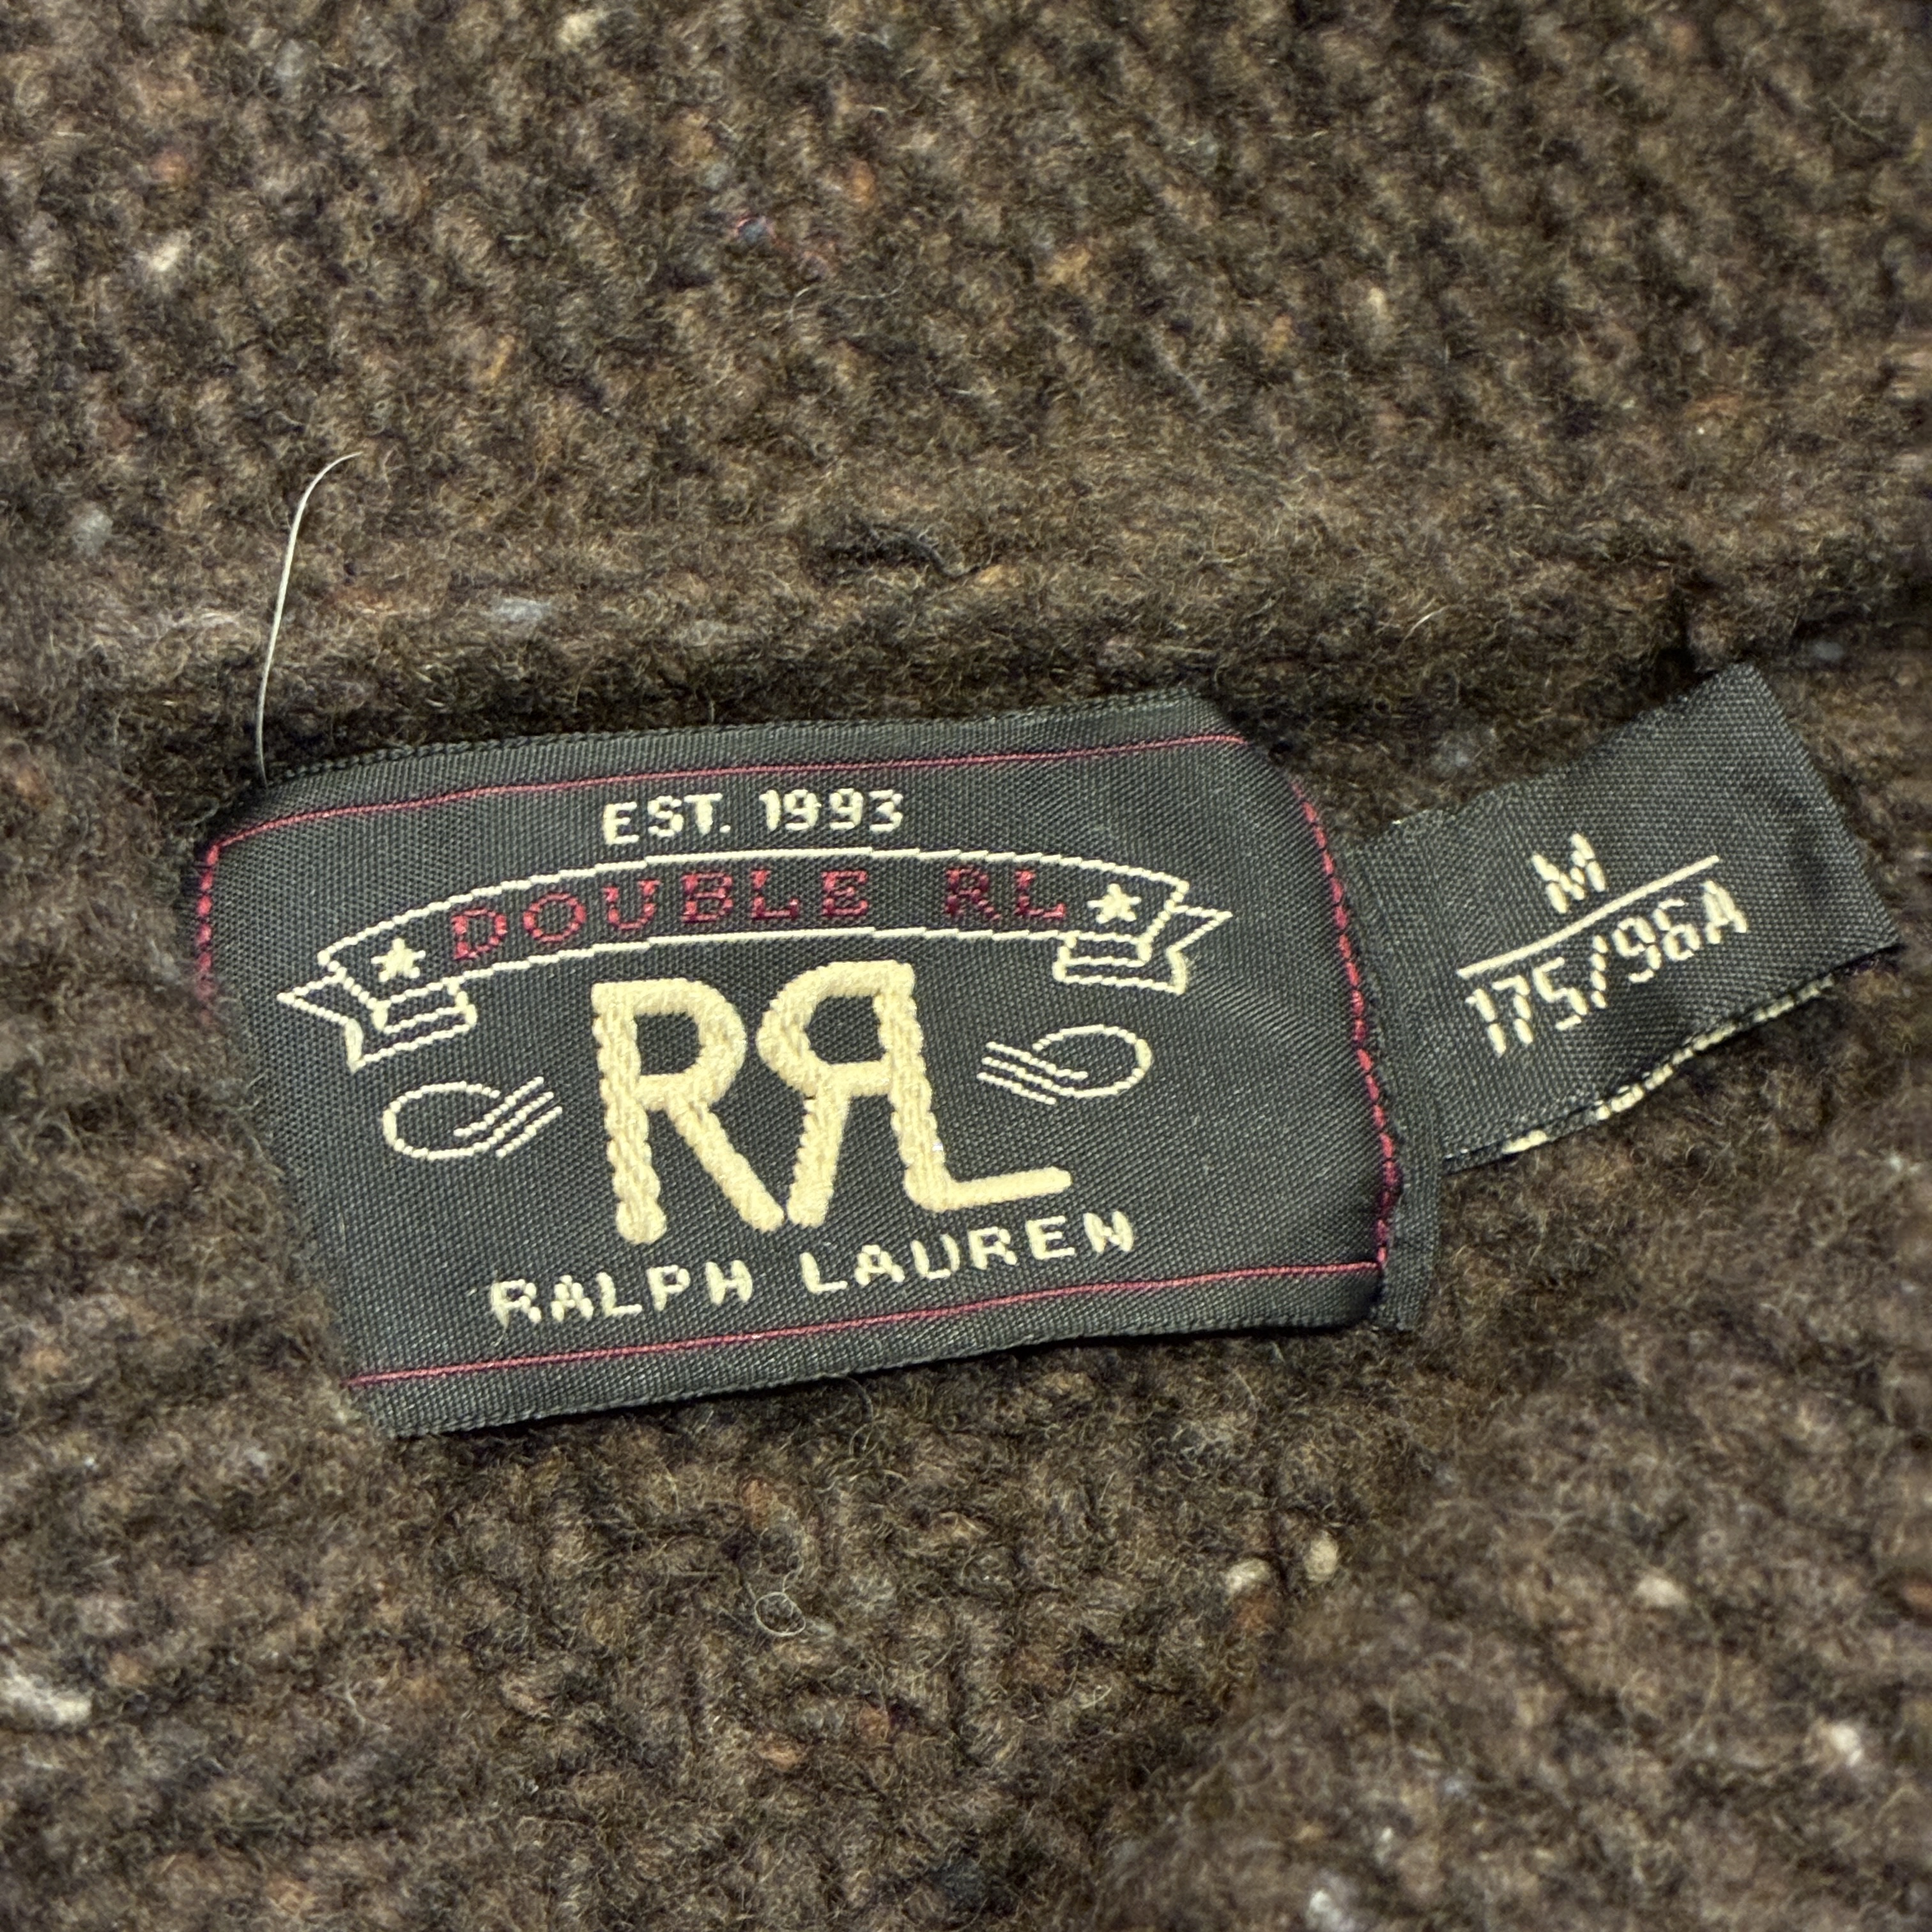 EST. 1993
DOUBLE RL
RRL
RALPH LAUREN
M
175/96A